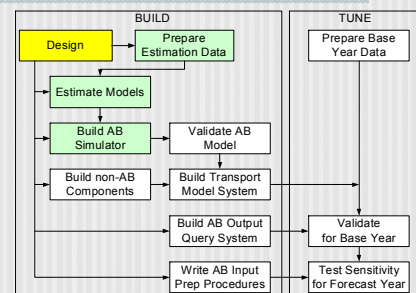 BUILD
TUNE
Design
Prepare
Estimation Data
Prepare Base
Year Data
Estimate Models
Build AB
Simulator
Validate AB
Model
Build non-AB
Components
Build Transport
Model System
Build AB Output
Query System
Validate
for Base Year
Write AB Input
Prep Procedures
Test Sensitivity
for Forecast Year